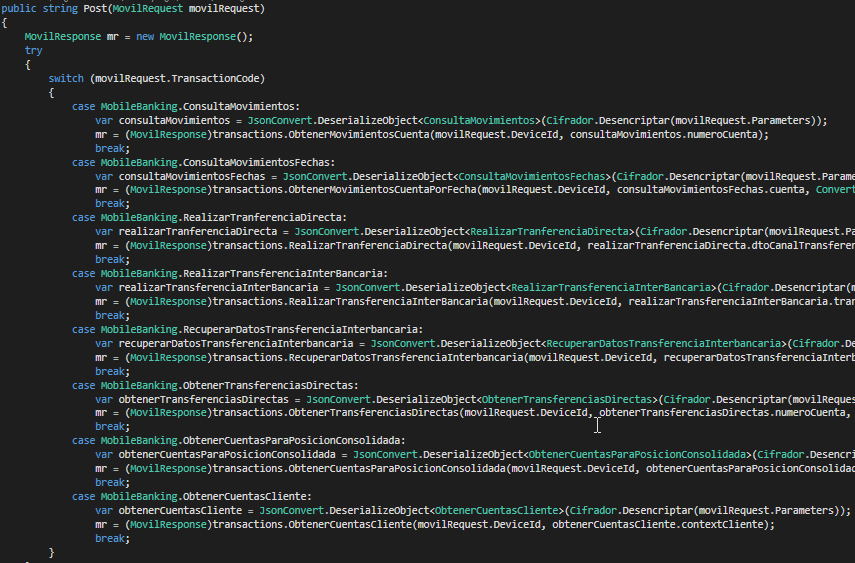 public string Post(MovilRequest movilRequest)
{
MovilResponse mr = new MovilResponse();
try
{
switch (movilRequest.TransactionCode)
{
case MobileBanking.ConsultaMovimientos:
var consultaMovimientos = JsonConvert.DeserializeObject<ConsultaMovimientos>(Cifrador.Desencriptar(movilRequest.Parameters));
mr = (MovilResponse)transactions.ObtenerMovimientosCuenta(movilRequest.DeviceId, consultaMovimientos.numeroCuenta);
break;
case MobileBanking.ConsultaMovimientosFechas:
var consultaMovimientosFechas = JsonConvert.DeserializeObject<ConsultaMovimientosFechas>(Cifrador.Desencriptar(movilRequest.Parame
mr = (MovilResponse)transactions.ObtenerMovimientosCuentaPorFecha(movilRequest.DeviceId, consultaMovimientosFechas.cuenta, Convert
break;
case MobileBanking.RealizarTranferenciaDirecta:
var realizarTranferenciaDirecta = JsonConvert.DeserializeObject<RealizarTranferenciaDirecta>(Cifrador.Desencriptar(movilRequest.Pa
mr = (MovilResponse)transactions.RealizarTranferenciaDirecta(movilRequest.DeviceId, realizarTranferenciaDirecta.dtoCanalTransferen
break;
case MobileBanking.RealizarTransferenciaInterBancaria:
var realizarTransferenciaInterBancaria = JsonConvert.DeserializeObject<RealizarTransferenciaInterBancaria>(Cifrador.Desencriptar(m
mr = (MovilResponse)transactions.RealizarTransferenciaInterBancaria(movilRequest.DeviceId, realizarTransferenciaInterBancaria.tran
break;
case MobileBanking.RecuperarDatosTransferenciaInterbancaria:
var recuperarDatosTransferenciaInterbancaria = JsonConvert.DeserializeObject<RecuperarDatosTransferenciaInterbancaria>(Cifrador.De
mr = (MovilResponse)transactions.RecuperarDatosTransferenciaInterbancaria(movilRequest.DeviceId, recuperarDatosTransferenciaInterb
break;
case MobileBanking.ObtenerTransferenciasDirectas:
var obtenerTransferenciasDirectas = JsonConvert.DeserializeObject<ObtenerTransferenciasDirectas>(Cifrador.Desencriptar(movilReques
mr = (MovilResponse)transactions.ObtenerTransferenciasDirectas(movilRequest.DeviceId, obtenerTransferenciasDirectas.numeroCuenta,
break;
case MobileBanking.ObtenerCuentasParaPosicionConsolidada:
var obtenerCuentasParaPosicionConsolidada = JsonConvert.DeserializeObject<ObtenerCuentasParaPosicionConsolidada>(Cifrador.Desencri
mr = (MovilResponse)transactions.ObtenerCuentasParaPosicionConsolidada(movilRequest.DeviceId, obtenerCuentasParaPosicionConsolidad
break;
case MobileBanking.ObtenerCuentasCliente:
var obtenerCuentasCliente = JsonConvert.DeserializeObject<ObtenerCuentasCliente>(Cifrador.Desencriptar(movilRequest.Parameters));
mr = (MovilResponse)transactions.ObtenerCuentasCliente(movilRequest.DeviceId, obtenerCuentasCliente.contextCliente);
break;
}